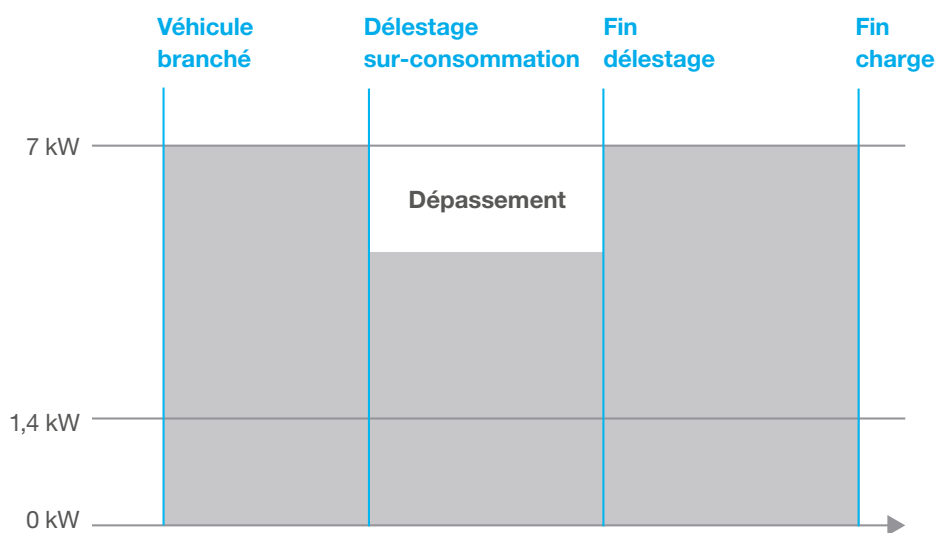 Véhicule
branché
Délestage
sur-consommation
Fin
délestage
Fin
charge
7 kW
Dépassement
1,4 kW
0 kW